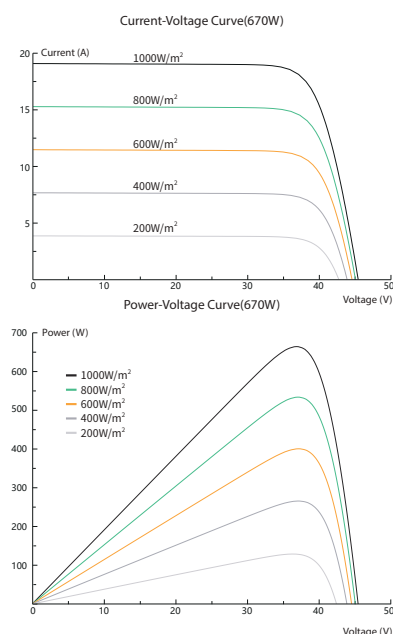 Current-Voltage Curve(670W)
Current (A)
20
1000W/m²
15
800W/m²
600W/m²
10
400W/m²
5
200W/m²
0 10 20 30 40 50
Voltage (V)
Power-Voltage Curve(670W)
700 Power (W)
600
1000W/m²
800W/m²
500
600W/m²
400W/m²
400
200W/m²
300
200
100
0 10 20 30 40 50
Voltage (V)